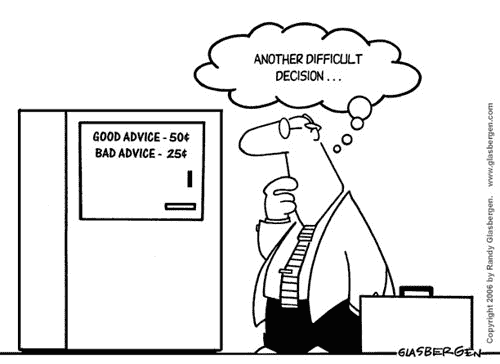 ANOTHER DIFFICULT
DECISION . . .
GOOD ADVICE - 50¢
BAD ADVICE - 25¢
Copyright 2006 by Randy Glasbergen. www.glasbergen.com
GLASBERGEN